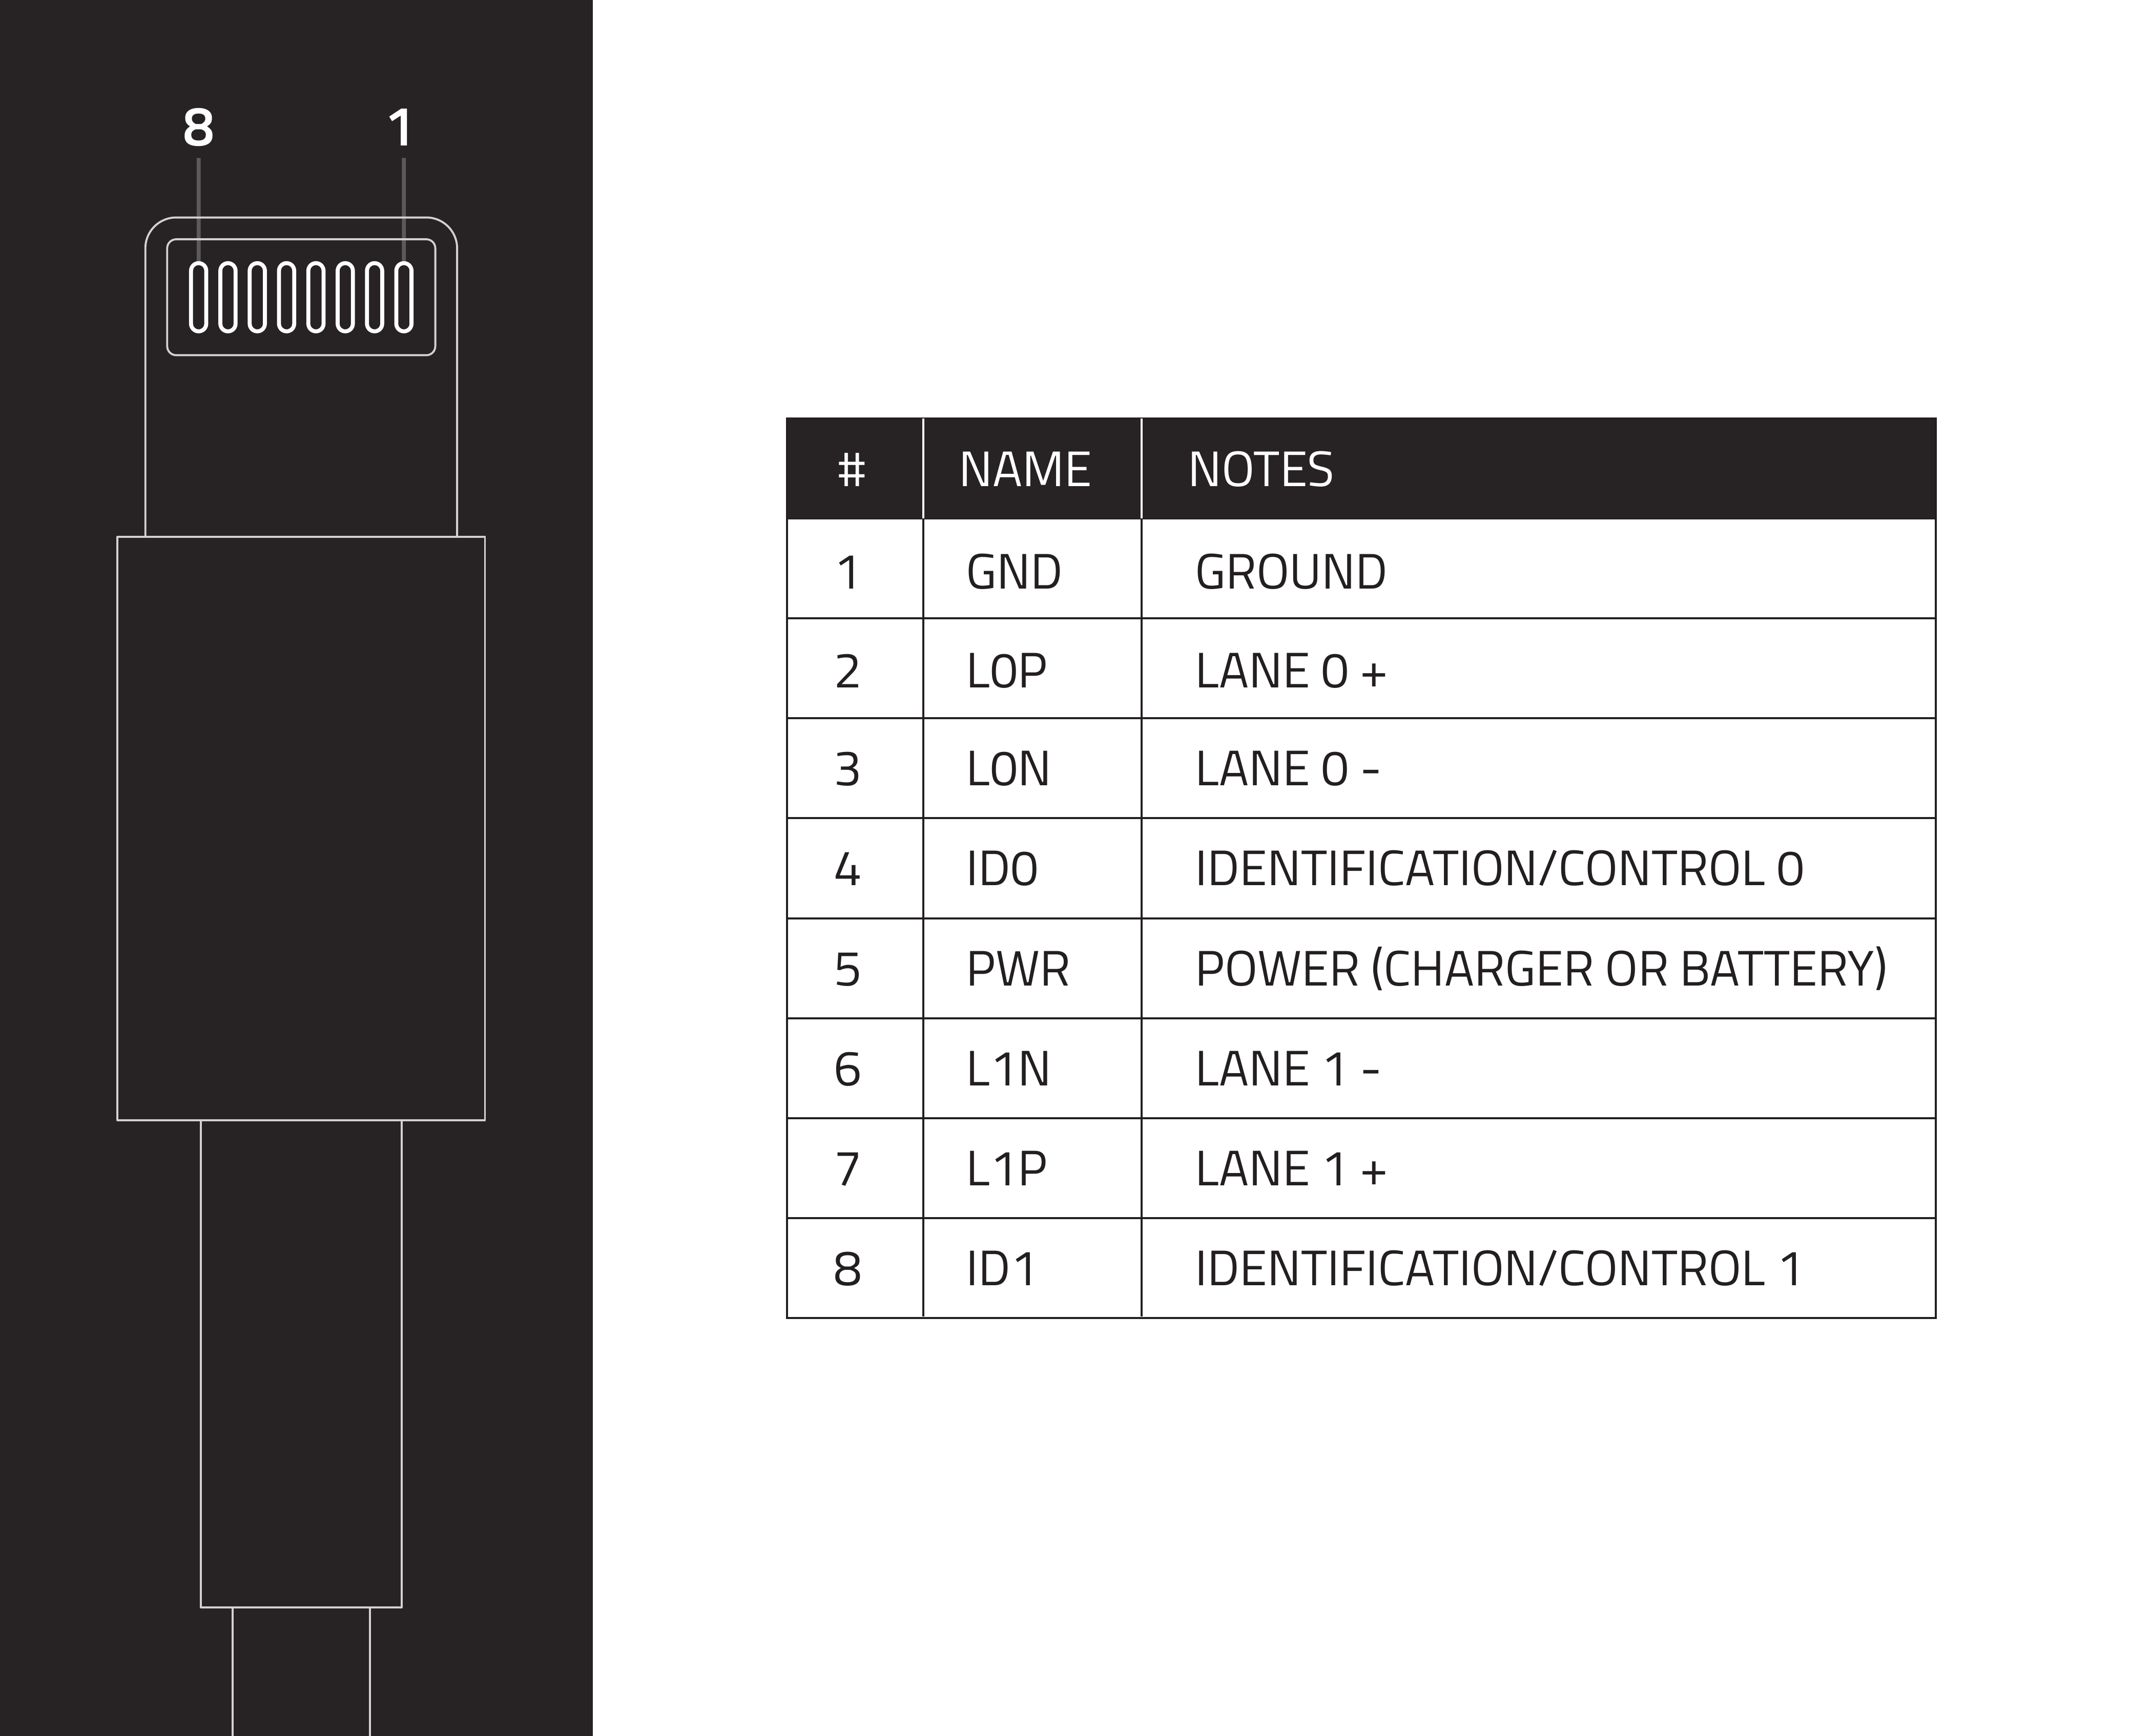 8 1
# NAME NOTES
1 GND GROUND
2 L0P LANE 0 +
3 L0N LANE 0 -
4 ID0 IDENTIFICATION/CONTROL 0
5 PWR POWER (CHARGER OR BATTERY)
6 L1N LANE 1 -
7 L1P LANE 1 +
8 ID1 IDENTIFICATION/CONTROL 1